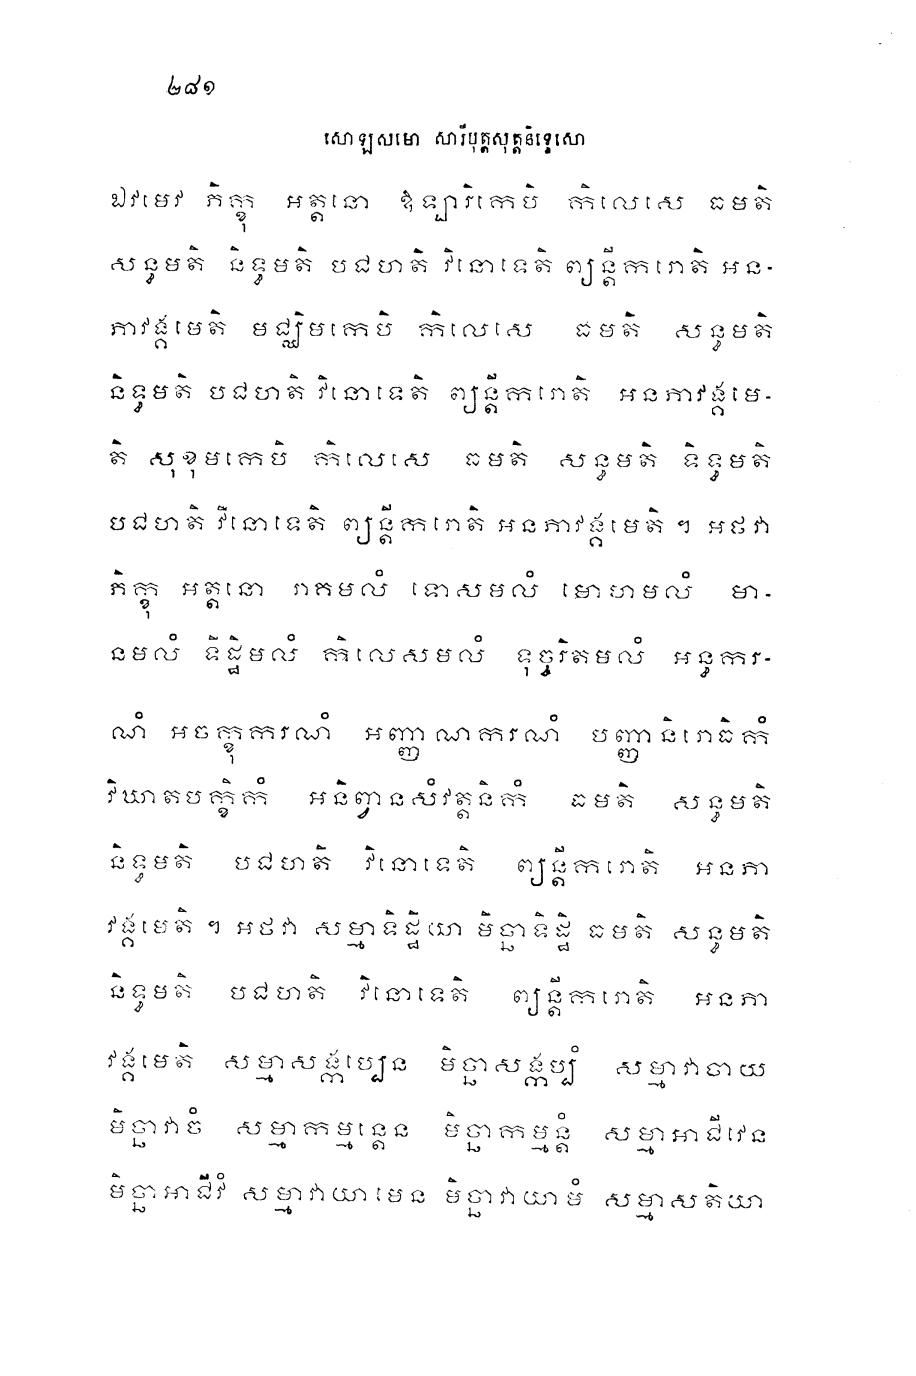 ២៨១
សោឡសមោ សារីបុត្តសុត្តនិទ្ទេសោ
ឯវមេវ ភិក្ខុ អត្តនោ ឱឡារិកេបិ កិលេសេ ធមតិ
សន្ធមតិ និទ្ធមតិ បជហាតិ វិនោទេតិ ព្យន្តីករោតិ អន-
ភាវង្គមេតិ មជ្ឈិមកេបិ កិលេសេ ធមតិ សន្ធមតិ
និទ្ធមតិ បជហាតិ វិនោទេតិ ព្យន្តីករោតិ អនភាវង្គមេ-
តិ សុខុមកេបិ កិលេសេ ធមតិ សន្ធមតិ និទ្ធមតិ
បជហតិ វិនោទេតិ ព្យន្តីករោតិ អនភាវង្គមេតិ ។ អថវា
ភិក្ខុ អត្តនោ រាគមលំ ទោសមលំ មោហមលំ មា-
នមលំ ទិដ្ឋិមលំ កិលេសមលំ ទុច្ចរិតមលំ អន្ធករ-
ណំ អចក្ខុករណំ អញ្ញាណករណំ បញ្ញានិរោធិកំ
វិឃាតបក្ខិកំ អនិព្វានសំវត្តនិកំ ធមតិ សន្ធមតិ
និទ្ធមតិ បជហតិ វិនោទេតិ ព្យន្តីករោតិ អនភា
វង្គមេតិ ។ អថវា សម្មាទិដ្ឋិយា មិច្ឆាទិដ្ឋិ ធមតិ សន្ធមតិ
និទ្ធមតិ បជហតិ វិនោទេតិ ព្យន្តីករោតិ អនភា
វង្គមេតិ សម្មាសង្កប្បេន មិច្ឆាសង្កប្បំ សម្មាវាចាយ
មិច្ឆាវាចំ សម្មាកម្មន្តេន មិច្ឆាកម្មន្តំ សម្មាអាជីវេន
មិច្ឆាអាជីវំ សម្មាវាយាមេន មិច្ឆាវាយាមំ សម្មាសតិយា